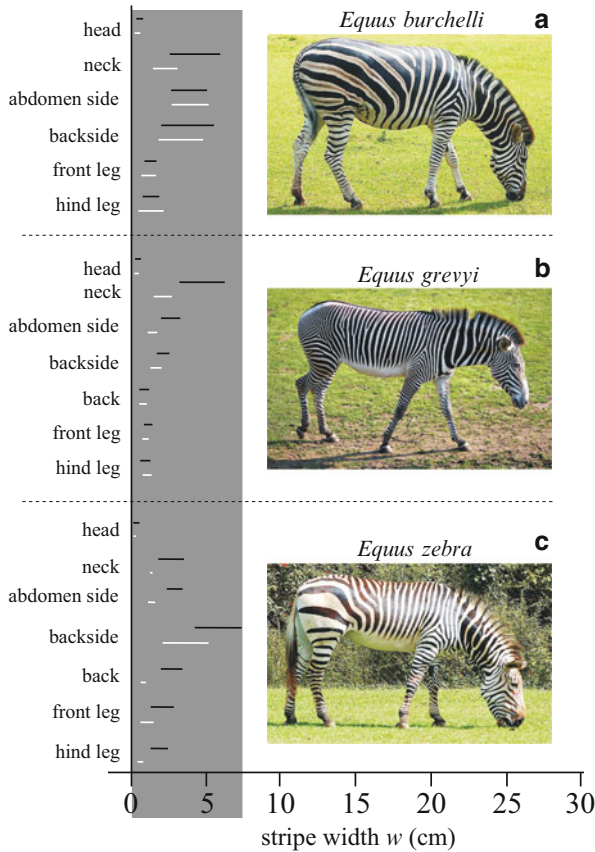 Equus burchelli a
head
neck
abdomen side
backside
front leg
hind leg
Equus grevyi b
head
neck
abdomen side
backside
back
front leg
hind leg
Equus zebra c
head
neck
abdomen side
backside
back
front leg
hind leg
0 5 10 15 20 25 30
stripe width w (cm)